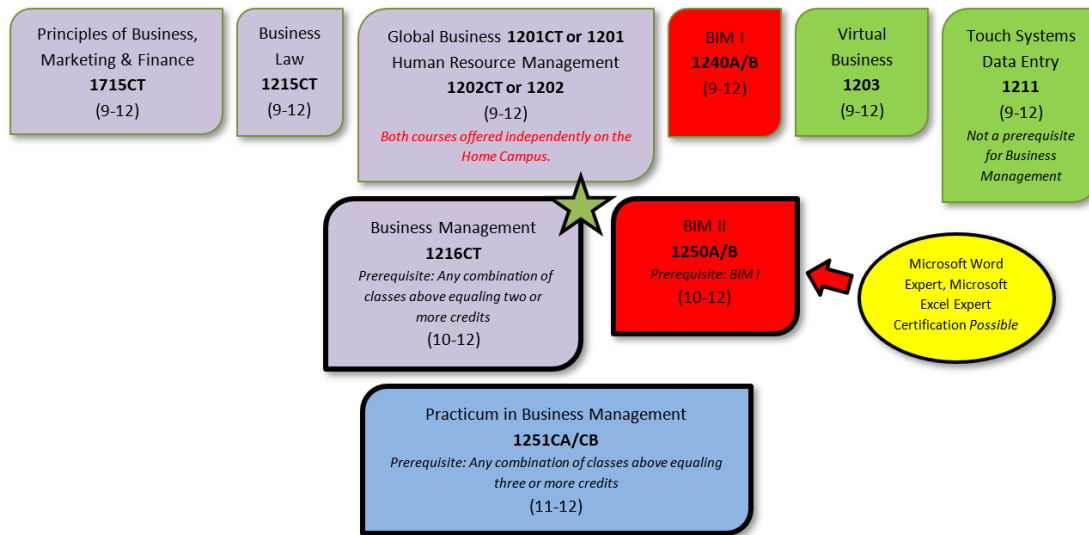 Principles of Business,
Marketing & Finance
1715CT
(9-12)
Business
Law
1215CT
(9-12)
Global Business 1201CT or 1201
Human Resource Management
1202CT or 1202
(9-12)
Both courses offered independently on the
Home Campus.
BIM I
1240A/B
(9-12)
Virtual
Business
1203
(9-12)
Touch Systems
Data Entry
1211
(9-12)
Not a prerequisite
for Business
Management
Business Management
1216CT
Prerequisite: Any combination of
classes above equaling two or
more credits
(10-12)
BIM II
1250A/B
Prerequisite: BIM I
(10-12)
Microsoft Word
Expert, Microsoft
Excel Expert
Certification Possible
Practicum in Business Management
1251CA/CB
Prerequisite: Any combination of classes above equaling
three or more credits
(11-12)